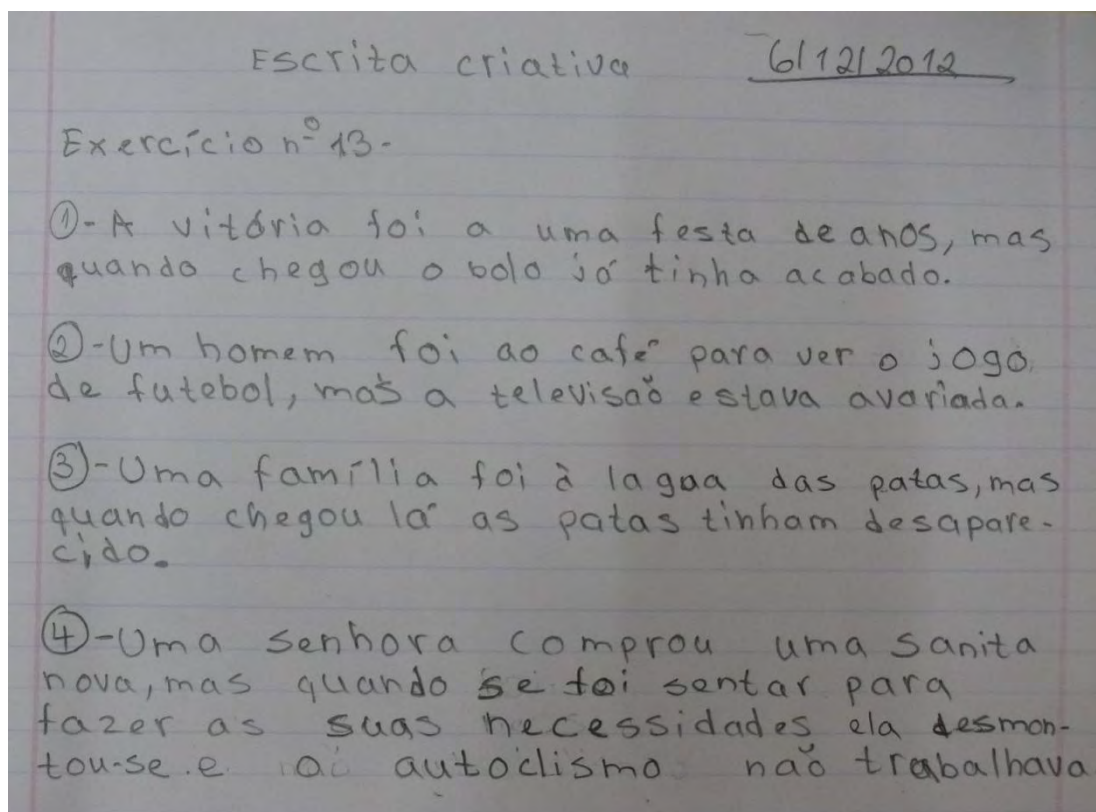 Escrita criativa 6/12/2012
Exercício nº 13-
①-A vitória foi a uma festa de anos, mas
quando chegou o bolo já tinha acabado.
②-Um homem foi ao café para ver o jogo
de futebol, mas a televisão estava avariada.
③-Uma família foi à lagoa das patas, mas
quando chegou lá as patas tinham desapare-
cido.
④-Uma senhora comprou uma sanita
nova, mas quando se foi sentar para
fazer as suas necessidades ela desmon-
tou-se e o autoclismo não trabalhava